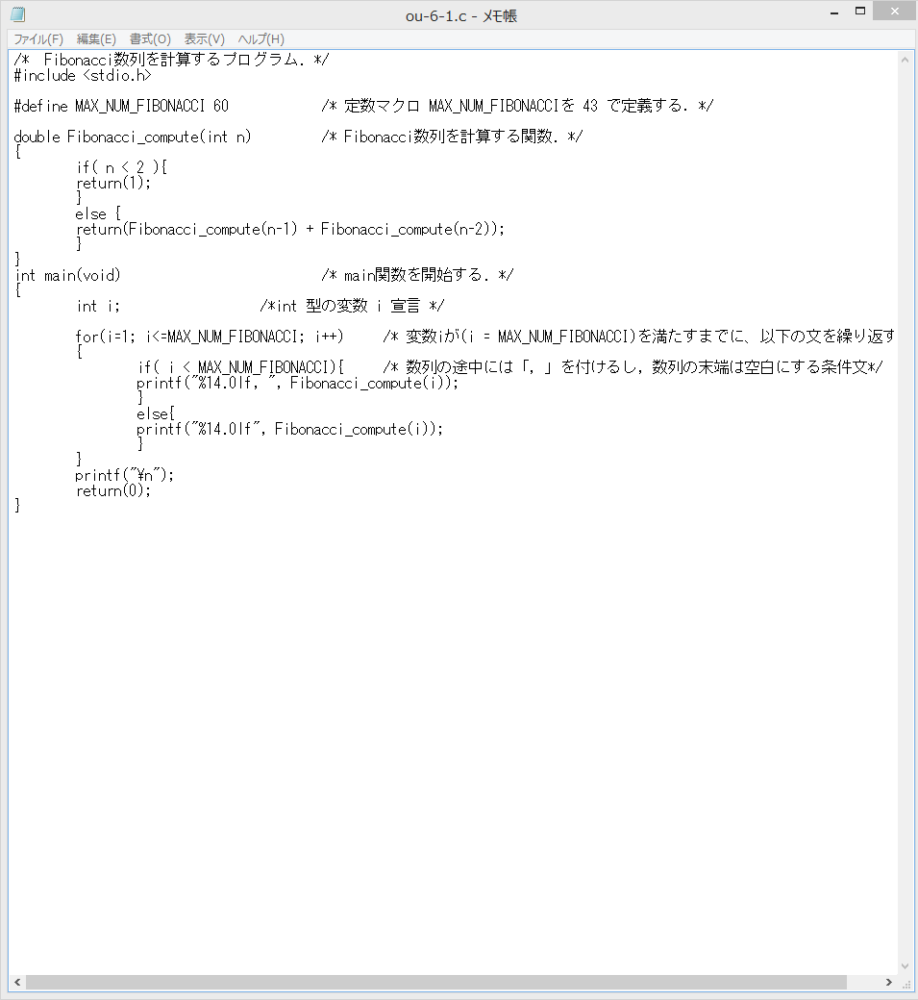 ou-6-1.c - メモ帳
ファイル(F) 編集(E) 書式(O) 表示(V) ヘルプ(H)
/*  Fibonacci数列を計算するプログラム. */
#include <stdio.h>
#define MAX_NUM_FIBONACCI 60            /* 定数マクロ MAX_NUM_FIBONACCIを 43 で定義する. */
double Fibonacci_compute(int n)         /* Fibonacci数列を計算する関数. */
{
        if( n < 2 ){
        return(1);
        }
        else {
        return(Fibonacci_compute(n-1) + Fibonacci_compute(n-2));
        }
}
int main(void)                          /* main関数を開始する. */
{
        int i;                  /*int 型の変数 i 宣言 */
        for(i=1; i<=MAX_NUM_FIBONACCI; i++)     /* 変数iが(i = MAX_NUM_FIBONACCI)を満たすまでに、以下の文を繰り返す
        {
                if( i < MAX_NUM_FIBONACCI){     /* 数列の途中には「, 」を付けるし, 数列の末端は空白にする条件文*/
                printf("%14.0lf, ", Fibonacci_compute(i));
                }
                else{
                printf("%14.0lf", Fibonacci_compute(i));
                }
        }
        printf("¥n");
        return(0);
}